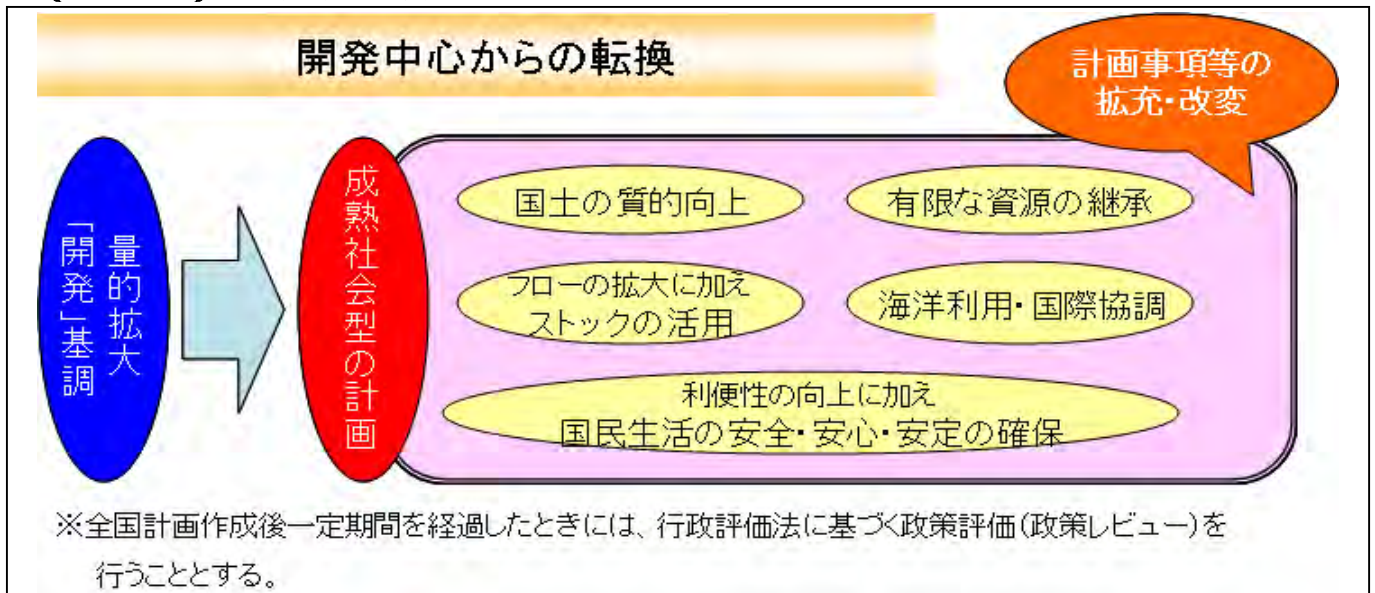 開発中心からの転換
計画事項等の
拡充・改変
量的拡大
「開発」基調
成熟社会型の計画
国土の質的向上
有限な資源の継承
フローの拡大に加え
ストックの活用
海洋利用・国際協調
利便性の向上に加え
国民生活の安全・安心・安定の確保
※全国計画作成後一定期間を経過したときには、行政評価法に基づく政策評価(政策レビュー)を
行うこととする。